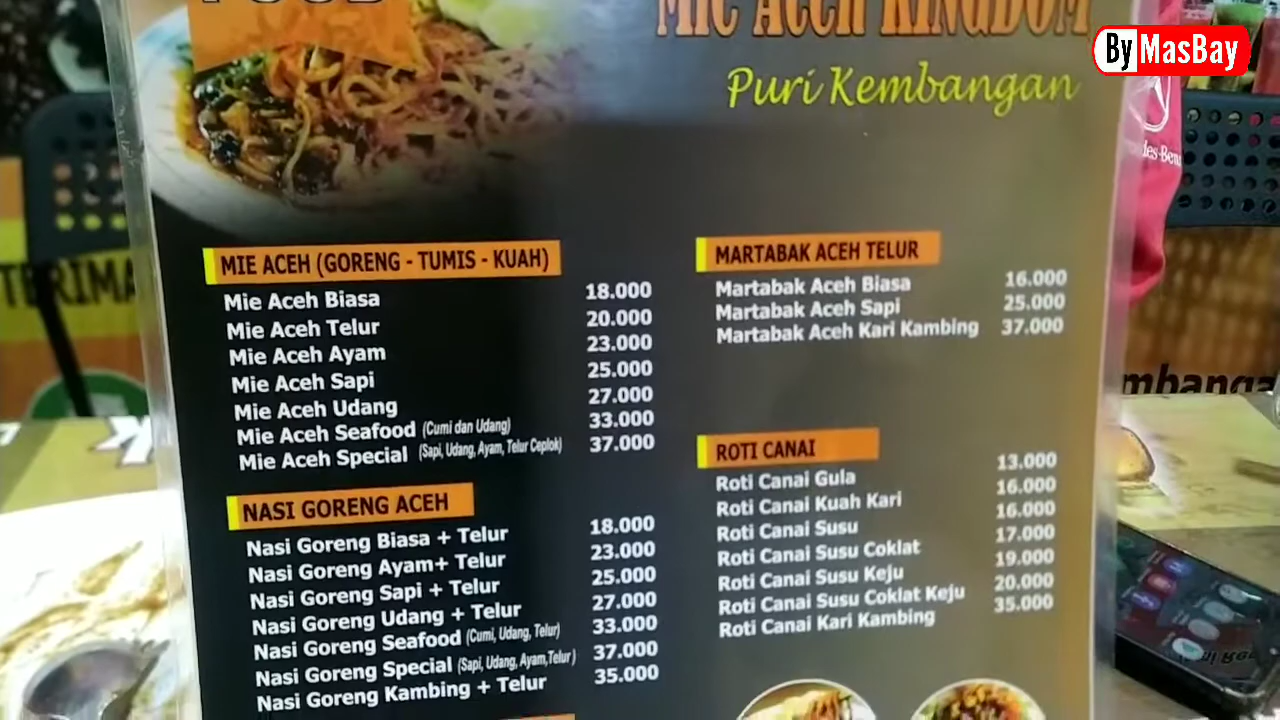 FOOD
MIE ACEH KINGDOM
Puri Kembangan
By MasBay
TERIMA
MIE ACEH (GORENG - TUMIS - KUAH)
Mie Aceh Biasa 18.000
Mie Aceh Telur 20.000
Mie Aceh Ayam 23.000
Mie Aceh Sapi 25.000
Mie Aceh Udang 27.000
Mie Aceh Seafood (Cumi dan Udang) 33.000
Mie Aceh Special (Sapi, Udang, Ayam, Telur Ceplok) 37.000
NASI GORENG ACEH
Nasi Goreng Biasa + Telur 18.000
Nasi Goreng Ayam+ Telur 23.000
Nasi Goreng Sapi + Telur 25.000
Nasi Goreng Udang + Telur 27.000
Nasi Goreng Seafood (Cumi, Udang, Telur) 33.000
Nasi Goreng Special (Sapi, Udang, Ayam,Telur ) 37.000
Nasi Goreng Kambing + Telur 35.000
MARTABAK ACEH TELUR
Martabak Aceh Biasa 16.000
Martabak Aceh Sapi 25.000
Martabak Aceh Kari Kambing 37.000
ROTI CANAI
Roti Canai Gula 13.000
Roti Canai Kuah Kari 16.000
Roti Canai Susu 16.000
Roti Canai Susu Coklat 17.000
Roti Canai Susu Keju 19.000
Roti Canai Susu Coklat Keju 20.000
Roti Canai Kari Kambing 35.000